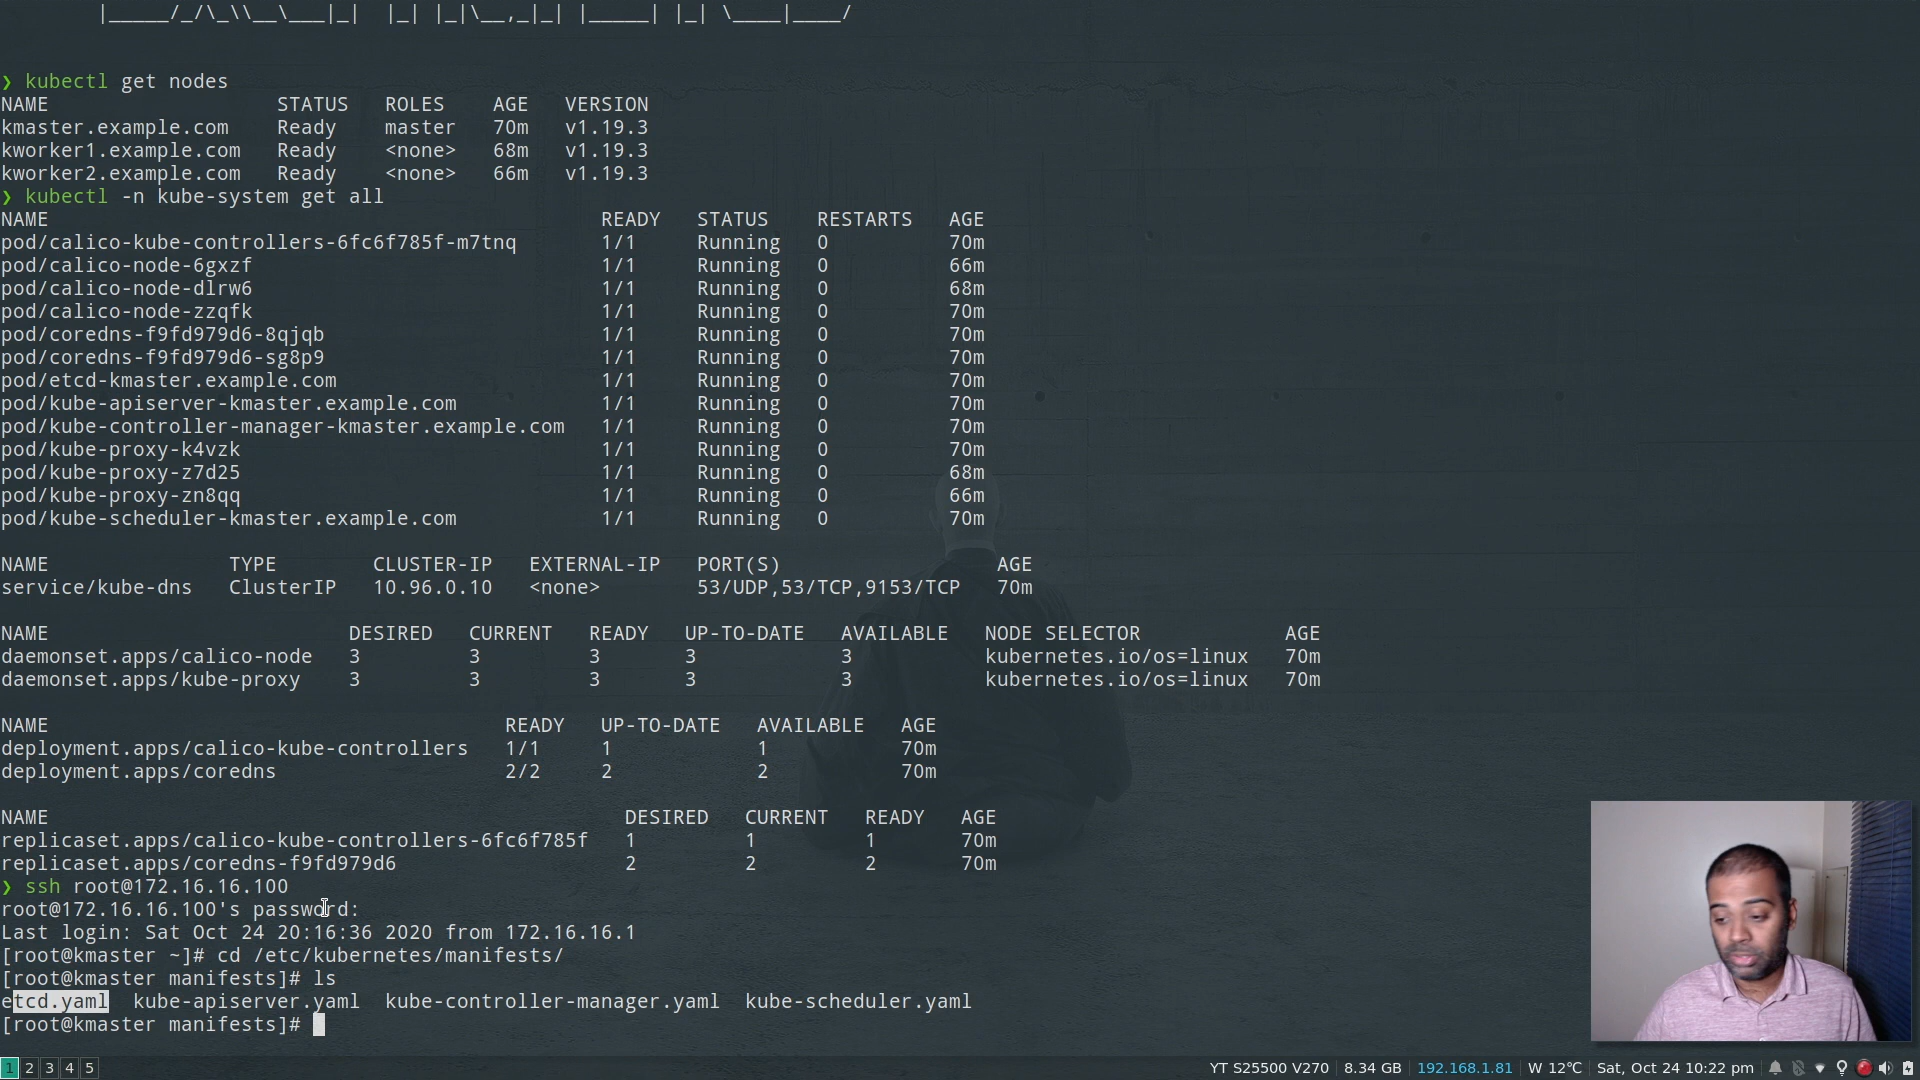 ❯ kubectl get nodes
NAME STATUS ROLES AGE VERSION
kmaster.example.com Ready master 70m v1.19.3
kworker1.example.com Ready <none> 68m v1.19.3
kworker2.example.com Ready <none> 66m v1.19.3
❯ kubectl -n kube-system get all
NAME READY STATUS RESTARTS AGE
pod/calico-kube-controllers-6fc6f785f-m7tnq 1/1 Running 0 70m
pod/calico-node-6gxzf 1/1 Running 0 66m
pod/calico-node-dlrw6 1/1 Running 0 68m
pod/calico-node-zzqfk 1/1 Running 0 70m
pod/coredns-f9fd979d6-8qjqb 1/1 Running 0 70m
pod/coredns-f9fd979d6-sg8p9 1/1 Running 0 70m
pod/etcd-kmaster.example.com 1/1 Running 0 70m
pod/kube-apiserver-kmaster.example.com 1/1 Running 0 70m
pod/kube-controller-manager-kmaster.example.com 1/1 Running 0 70m
pod/kube-proxy-k4vzk 1/1 Running 0 70m
pod/kube-proxy-z7d25 1/1 Running 0 68m
pod/kube-proxy-zn8qq 1/1 Running 0 66m
pod/kube-scheduler-kmaster.example.com 1/1 Running 0 70m
NAME TYPE CLUSTER-IP EXTERNAL-IP PORT(S) AGE
service/kube-dns ClusterIP 10.96.0.10 <none> 53/UDP,53/TCP,9153/TCP 70m
NAME DESIRED CURRENT READY UP-TO-DATE AVAILABLE NODE SELECTOR AGE
daemonset.apps/calico-node 3 3 3 3 3 kubernetes.io/os=linux 70m
daemonset.apps/kube-proxy 3 3 3 3 3 kubernetes.io/os=linux 70m
NAME READY UP-TO-DATE AVAILABLE AGE
deployment.apps/calico-kube-controllers 1/1 1 1 70m
deployment.apps/coredns 2/2 2 2 70m
NAME DESIRED CURRENT READY AGE
replicaset.apps/calico-kube-controllers-6fc6f785f 1 1 1 70m
replicaset.apps/coredns-f9fd979d6 2 2 2 70m
❯ ssh root@172.16.16.100
root@172.16.16.100's password:
Last login: Sat Oct 24 20:16:36 2020 from 172.16.16.1
[root@kmaster ~]# cd /etc/kubernetes/manifests/
[root@kmaster manifests]# ls
etcd.yaml kube-apiserver.yaml kube-controller-manager.yaml kube-scheduler.yaml
[root@kmaster manifests]#
1 2 3 4 5 YT S25500 V270 8.34 GB 192.168.1.81 W 12℃ Sat, Oct 24 10:22 pm